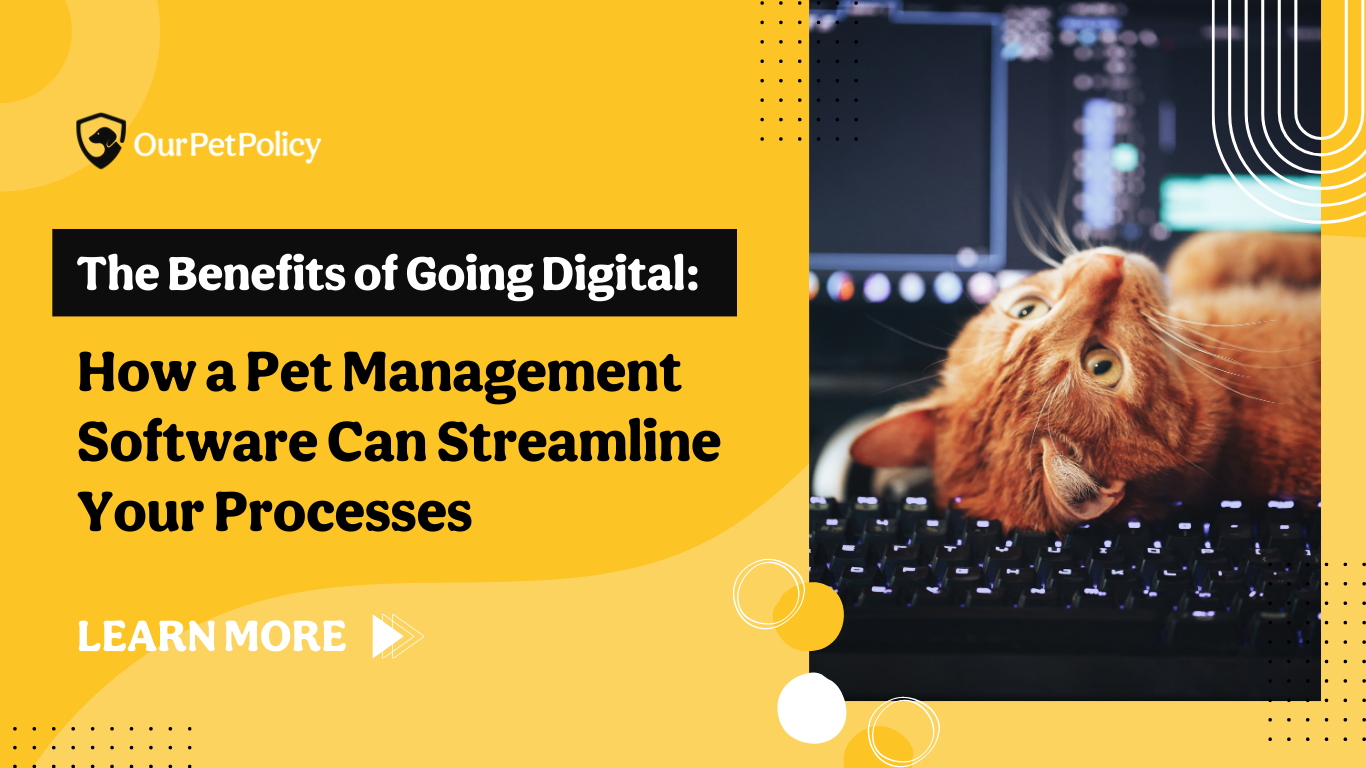 OurPetPolicy
The Benefits of Going Digital:
How a Pet Management
Software Can Streamline
Your Processes
LEARN MORE